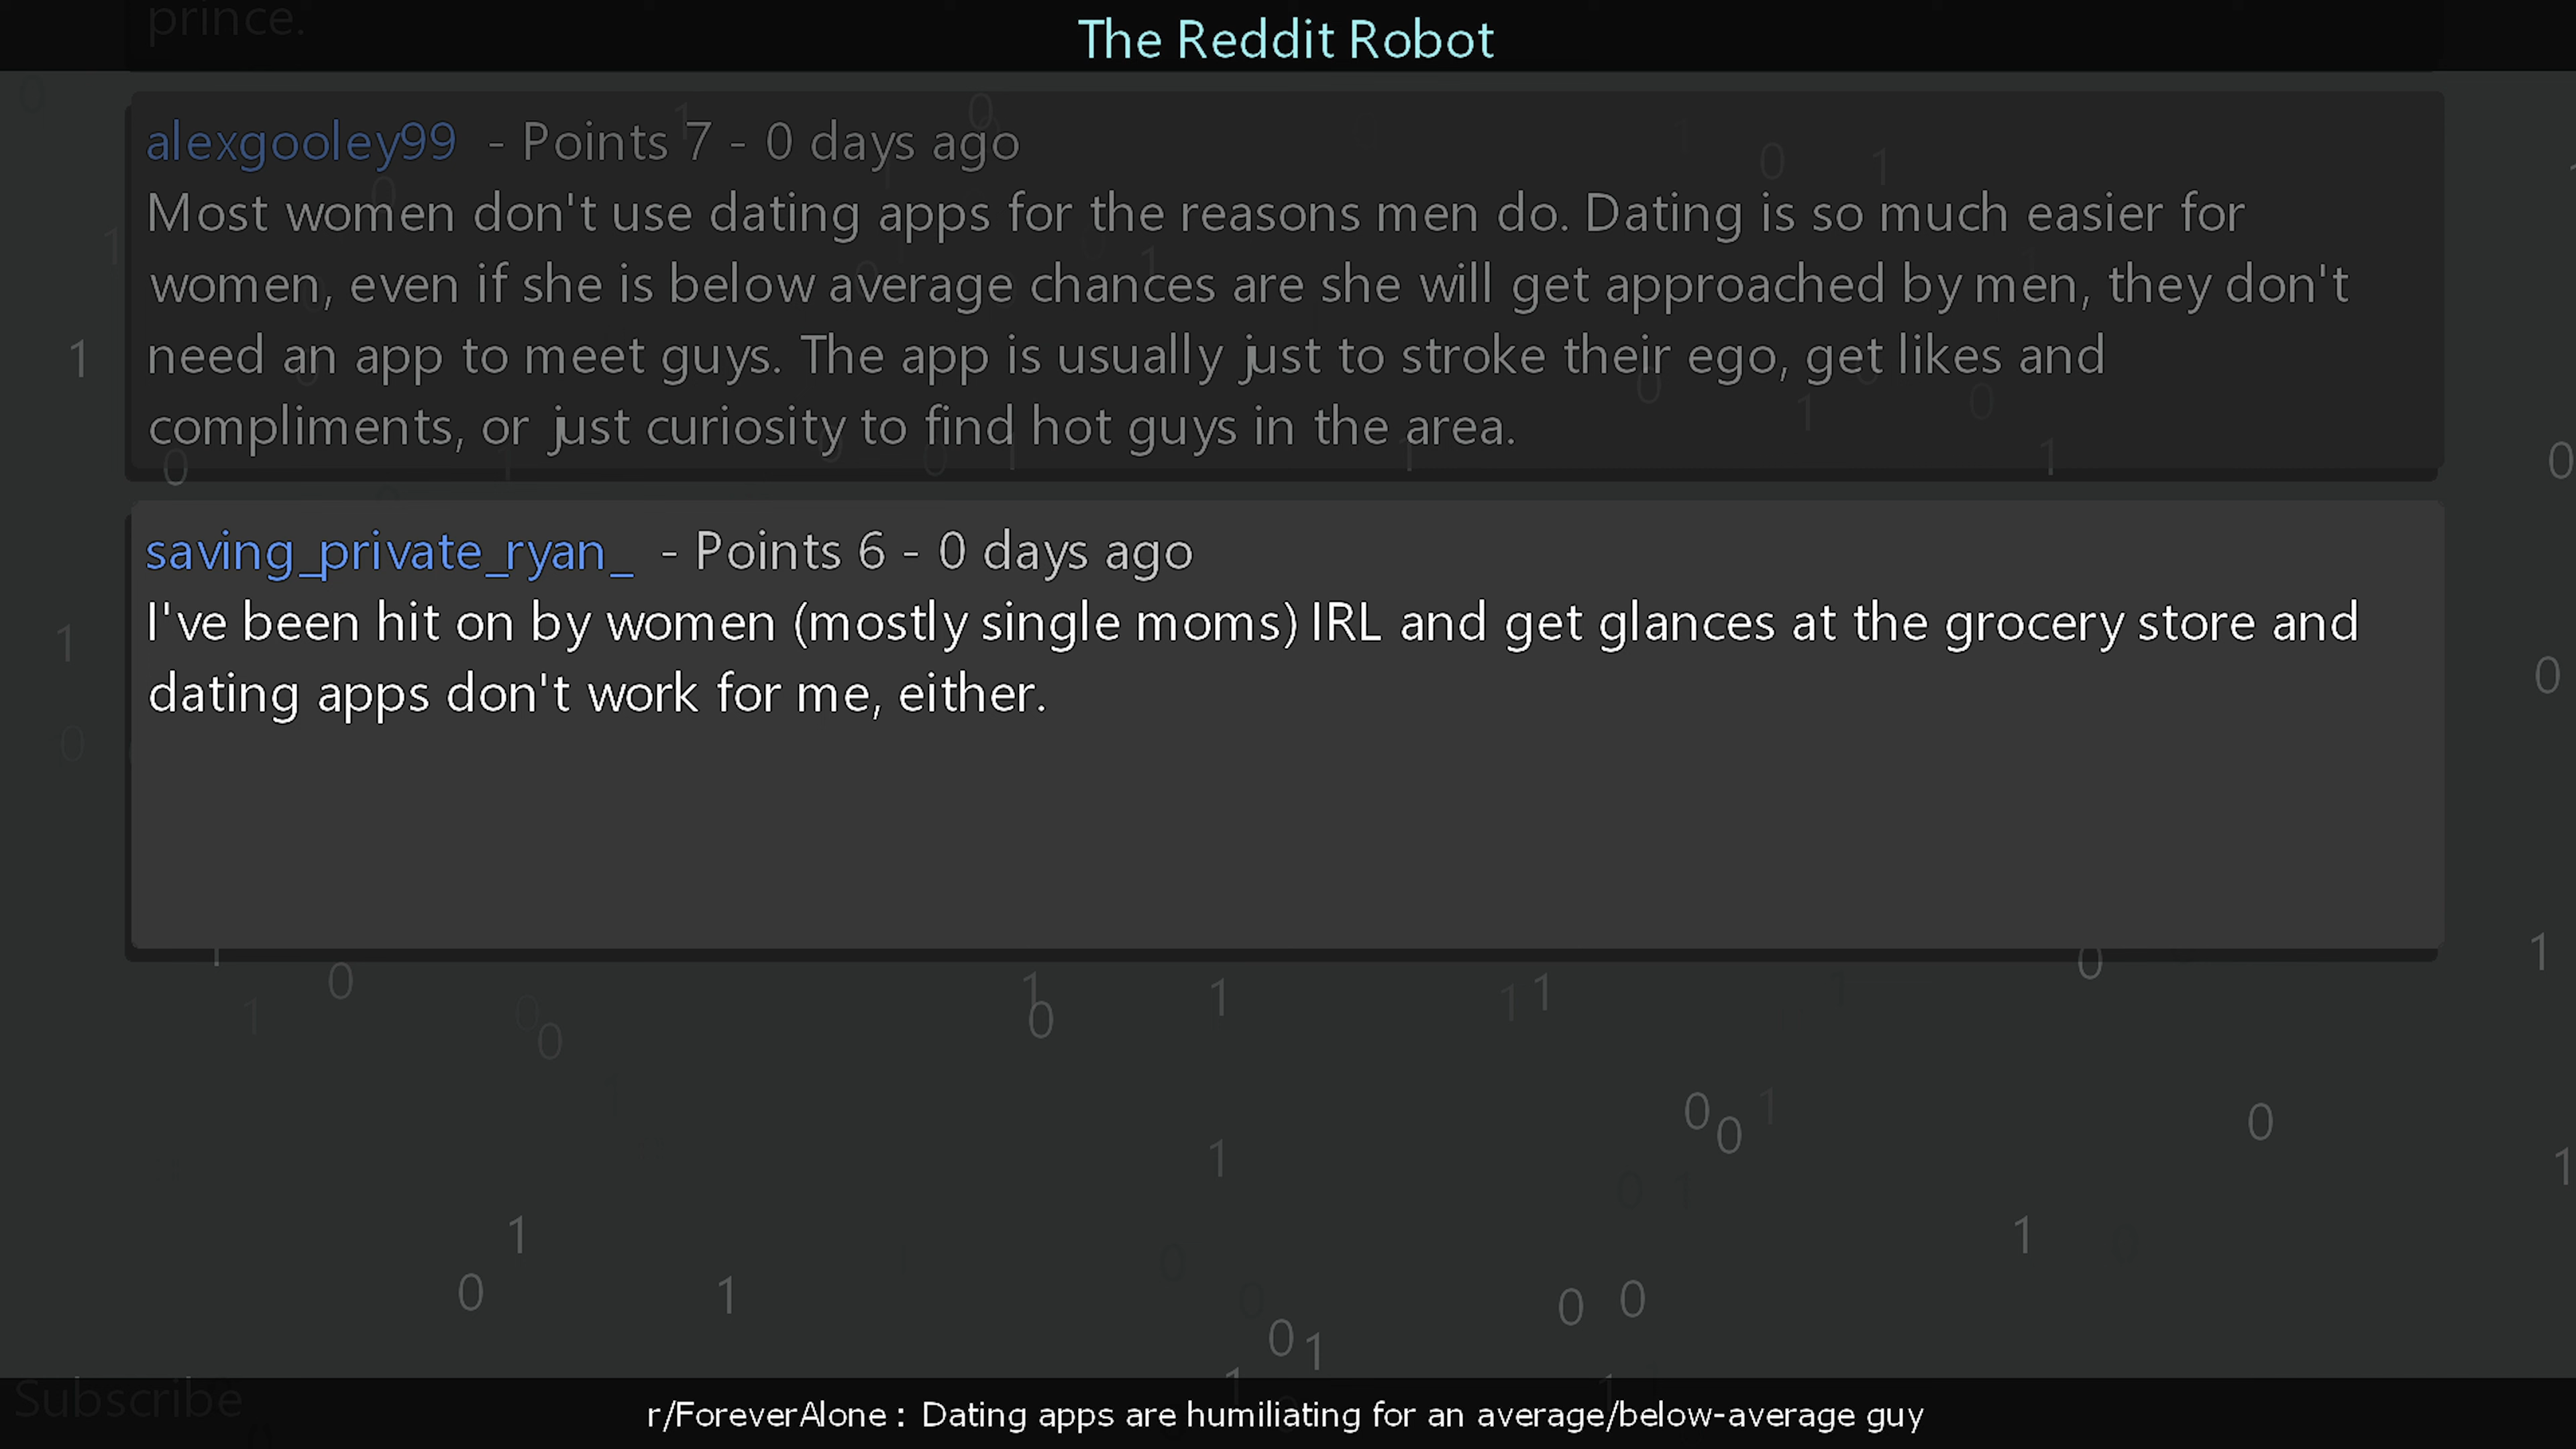 prince.
The Reddit Robot
alexgooley99 - Points 7 - 0 days ago
Most women don't use dating apps for the reasons men do. Dating is so much easier for
women, even if she is below average chances are she will get approached by men, they don't
need an app to meet guys. The app is usually just to stroke their ego, get likes and
compliments, or just curiosity to find hot guys in the area.
saving_private_ryan_ - Points 6 - 0 days ago
I've been hit on by women (mostly single moms) IRL and get glances at the grocery store and
dating apps don't work for me, either.
Subscribe
r/ForeverAlone : Dating apps are humiliating for an average/below-average guy